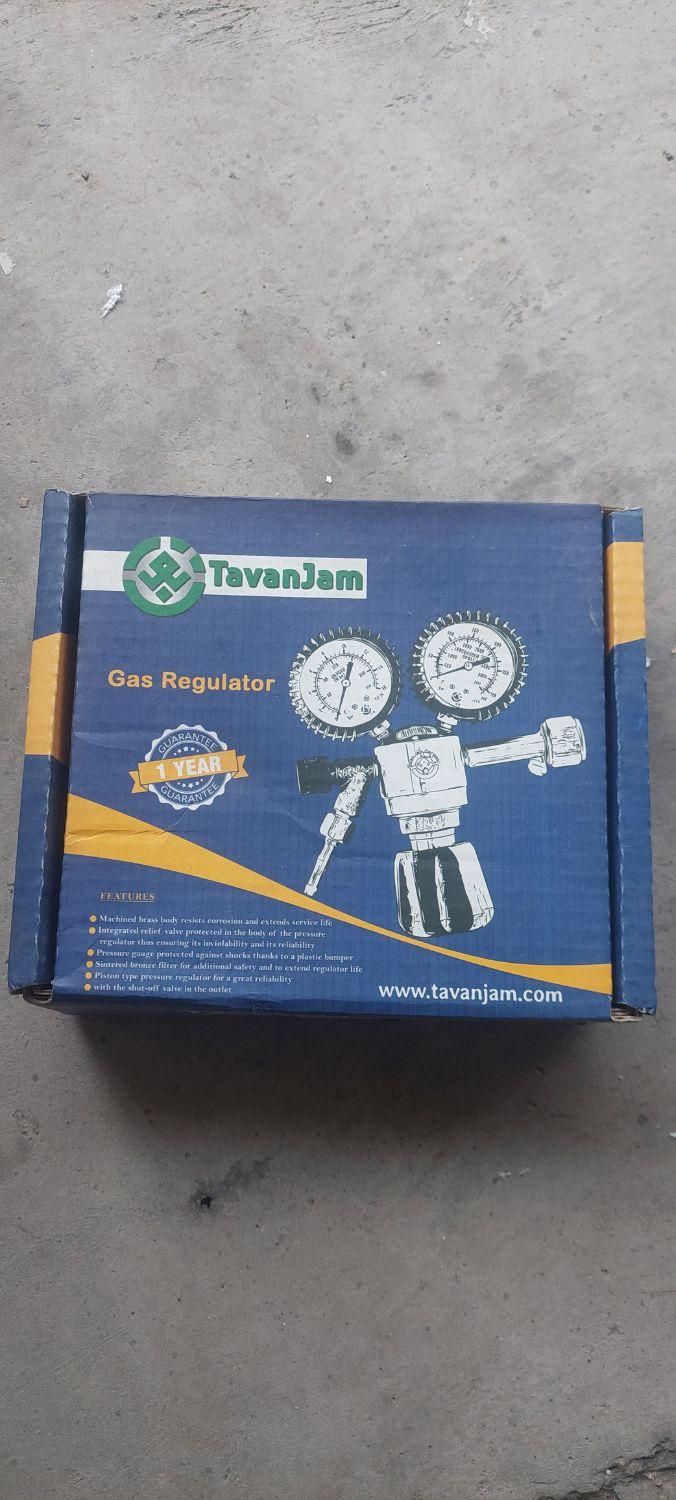 TavanJam
Gas Regulator
GUARANTEE
1 YEAR
GUARANTEE
FEATURES
Machined brass body resists corrosion and extends service life
Integrated relief valve protected in the body of the pressure
regulator thus ensuring its inviolability and its reliability
Pressure gauge protected against shocks thanks to a plastic bumper
Sintered bronze filter for additional safety and to extend regulator life
Piston type pressure regulator for a great reliability
with the shut-off valve in the outlet
www.tavanjam.com